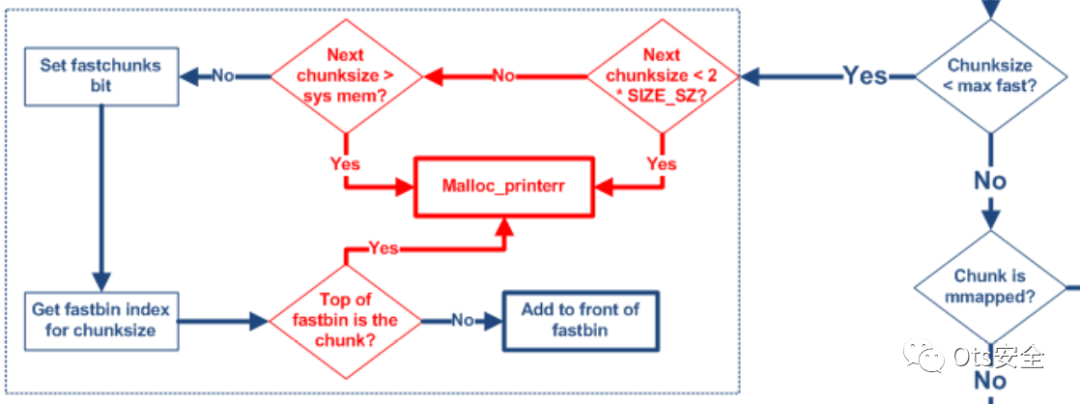 Set fastchunks
bit
No
Next
chunksize >
sys mem?
No
Next
chunksize < 2
* SIZE_SZ?
Yes
Chunksize
< max fast?
Yes
Malloc_printerr
Yes
No
Yes
Get fastbin index
for chunksize
Top of
fastbin is the
chunk?
No
Add to front of
fastbin
Chunk is
mmapped?
Ots安全
No